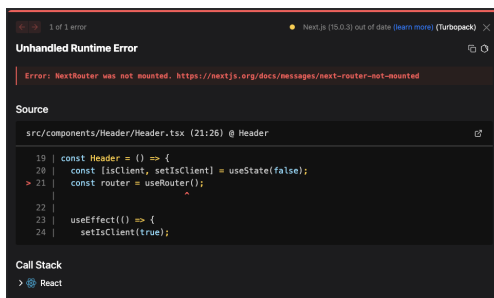 1 of 1 error
Next.js (15.0.3) out of date (learn more) (Turbopack)
Unhandled Runtime Error
Error: NextRouter was not mounted. https://nextjs.org/docs/messages/next-router-not-mounted
Source
src/components/Header/Header.tsx (21:26) @ Header
19 | const Header = () => {
20 |   const [isClient, setIsClient] = useState(false);
> 21 |   const router = useRouter();
|                          ^
22 |
23 |   useEffect(() => {
24 |     setIsClient(true);
Call Stack
React